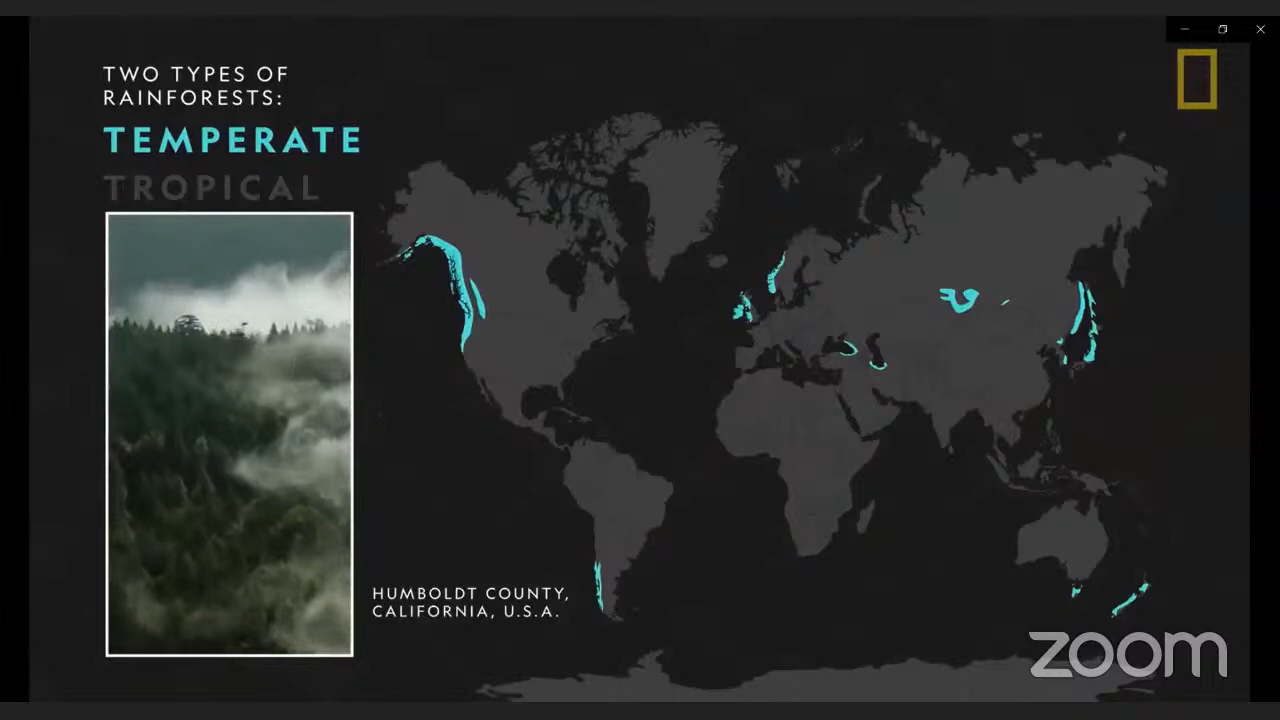 TWO TYPES OF
RAINFORESTS:
TEMPERATE
TROPICAL
HUMBOLDT COUNTY,
CALIFORNIA, U.S.A.
zoom